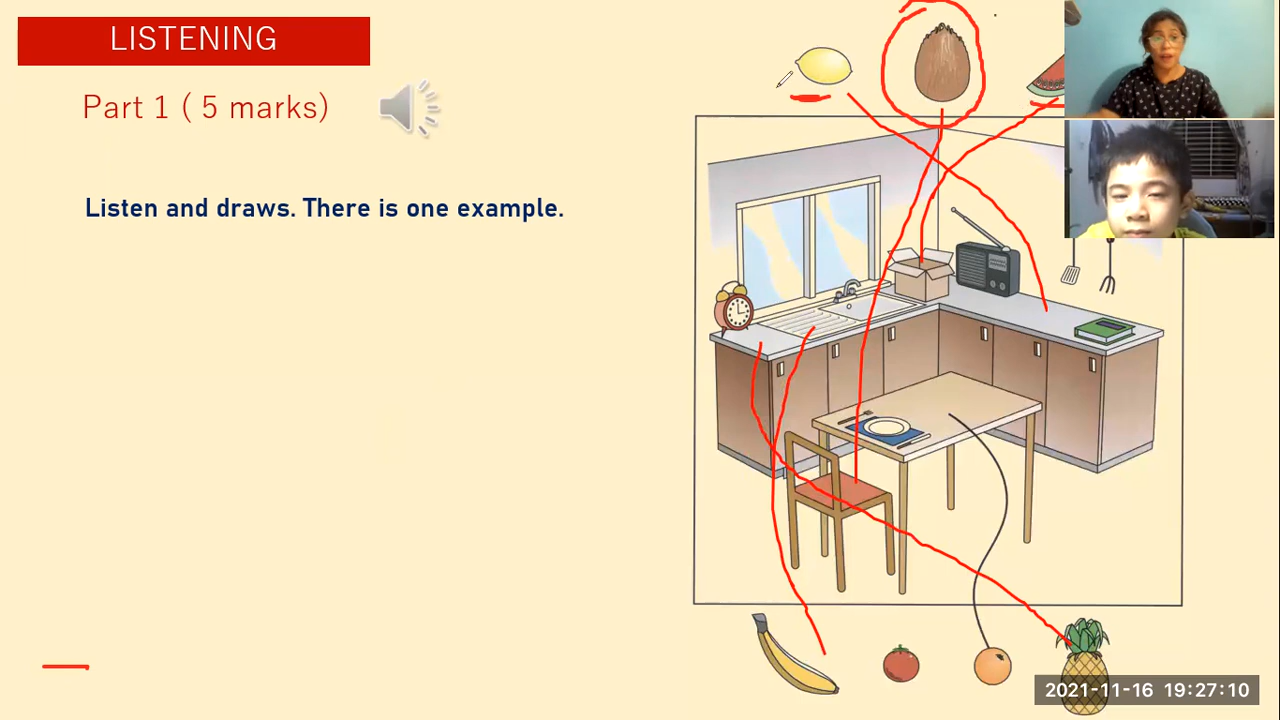 LISTENING
Part 1 ( 5 marks)
Listen and draws. There is one example.
2021-11-16 19:27:10